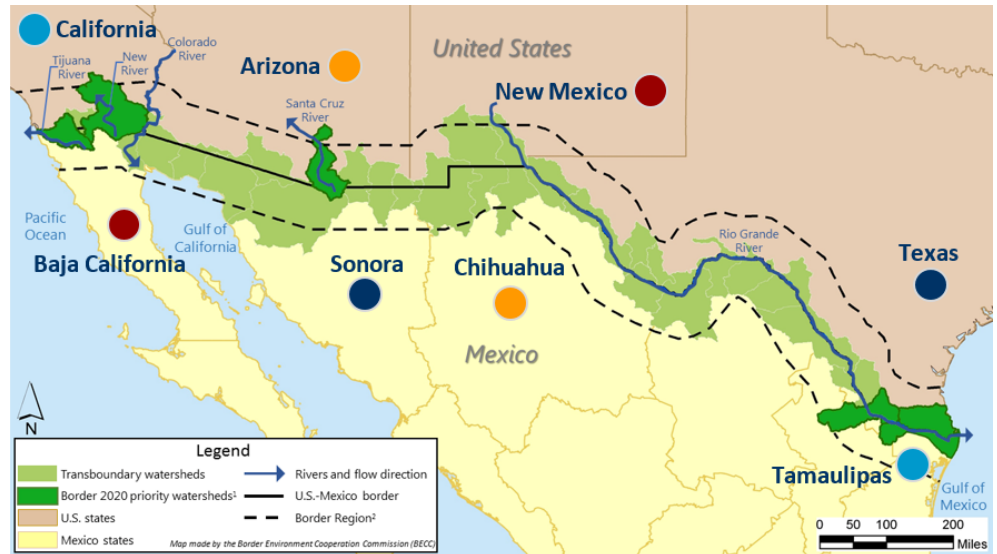 California
Colorado
River
New
River
Tijuana
River
Arizona
United States
New Mexico
Santa Cruz
River
Pacific
Ocean
Gulf of
California
Baja California
Sonora
Chihuahua
Rio Grande
River
Texas
Mexico
Tamaulipas
Gulf of
Mexico
N
Legend
Transboundary watersheds
Rivers and flow direction
Border 2020 priority watersheds¹
U.S.-Mexico border
U.S. states
Border Region²
Mexico states
Map made by the Border Environment Cooperation Commission (BECC)
0 50 100 200
Miles